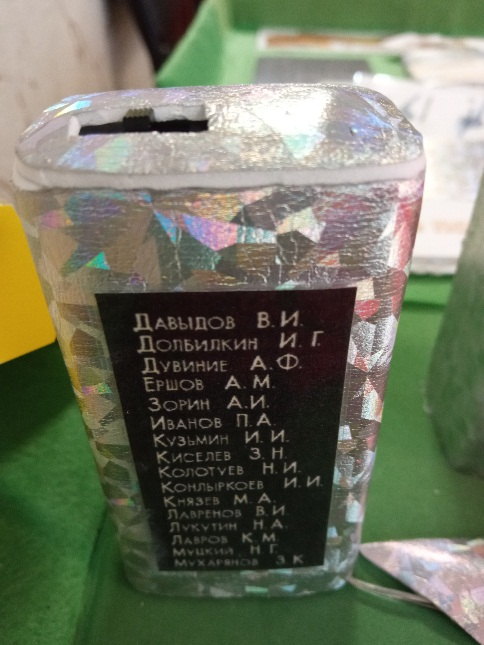 Давыдов В.И.
Долбилкин И.Г.
Дувиние А.Ф.
Ершов А.М.
Зорин А.И.
Иванов П.А.
Кузьмин И.И.
Киселев З.Н.
Колотуев Н.И.
Конлыркоев И.И.
Князев М.А.
Лавренов В.И.
Лукутин Н.А.
Лавров К.М
Муцкий Н.Г.
Мухарянов З.К